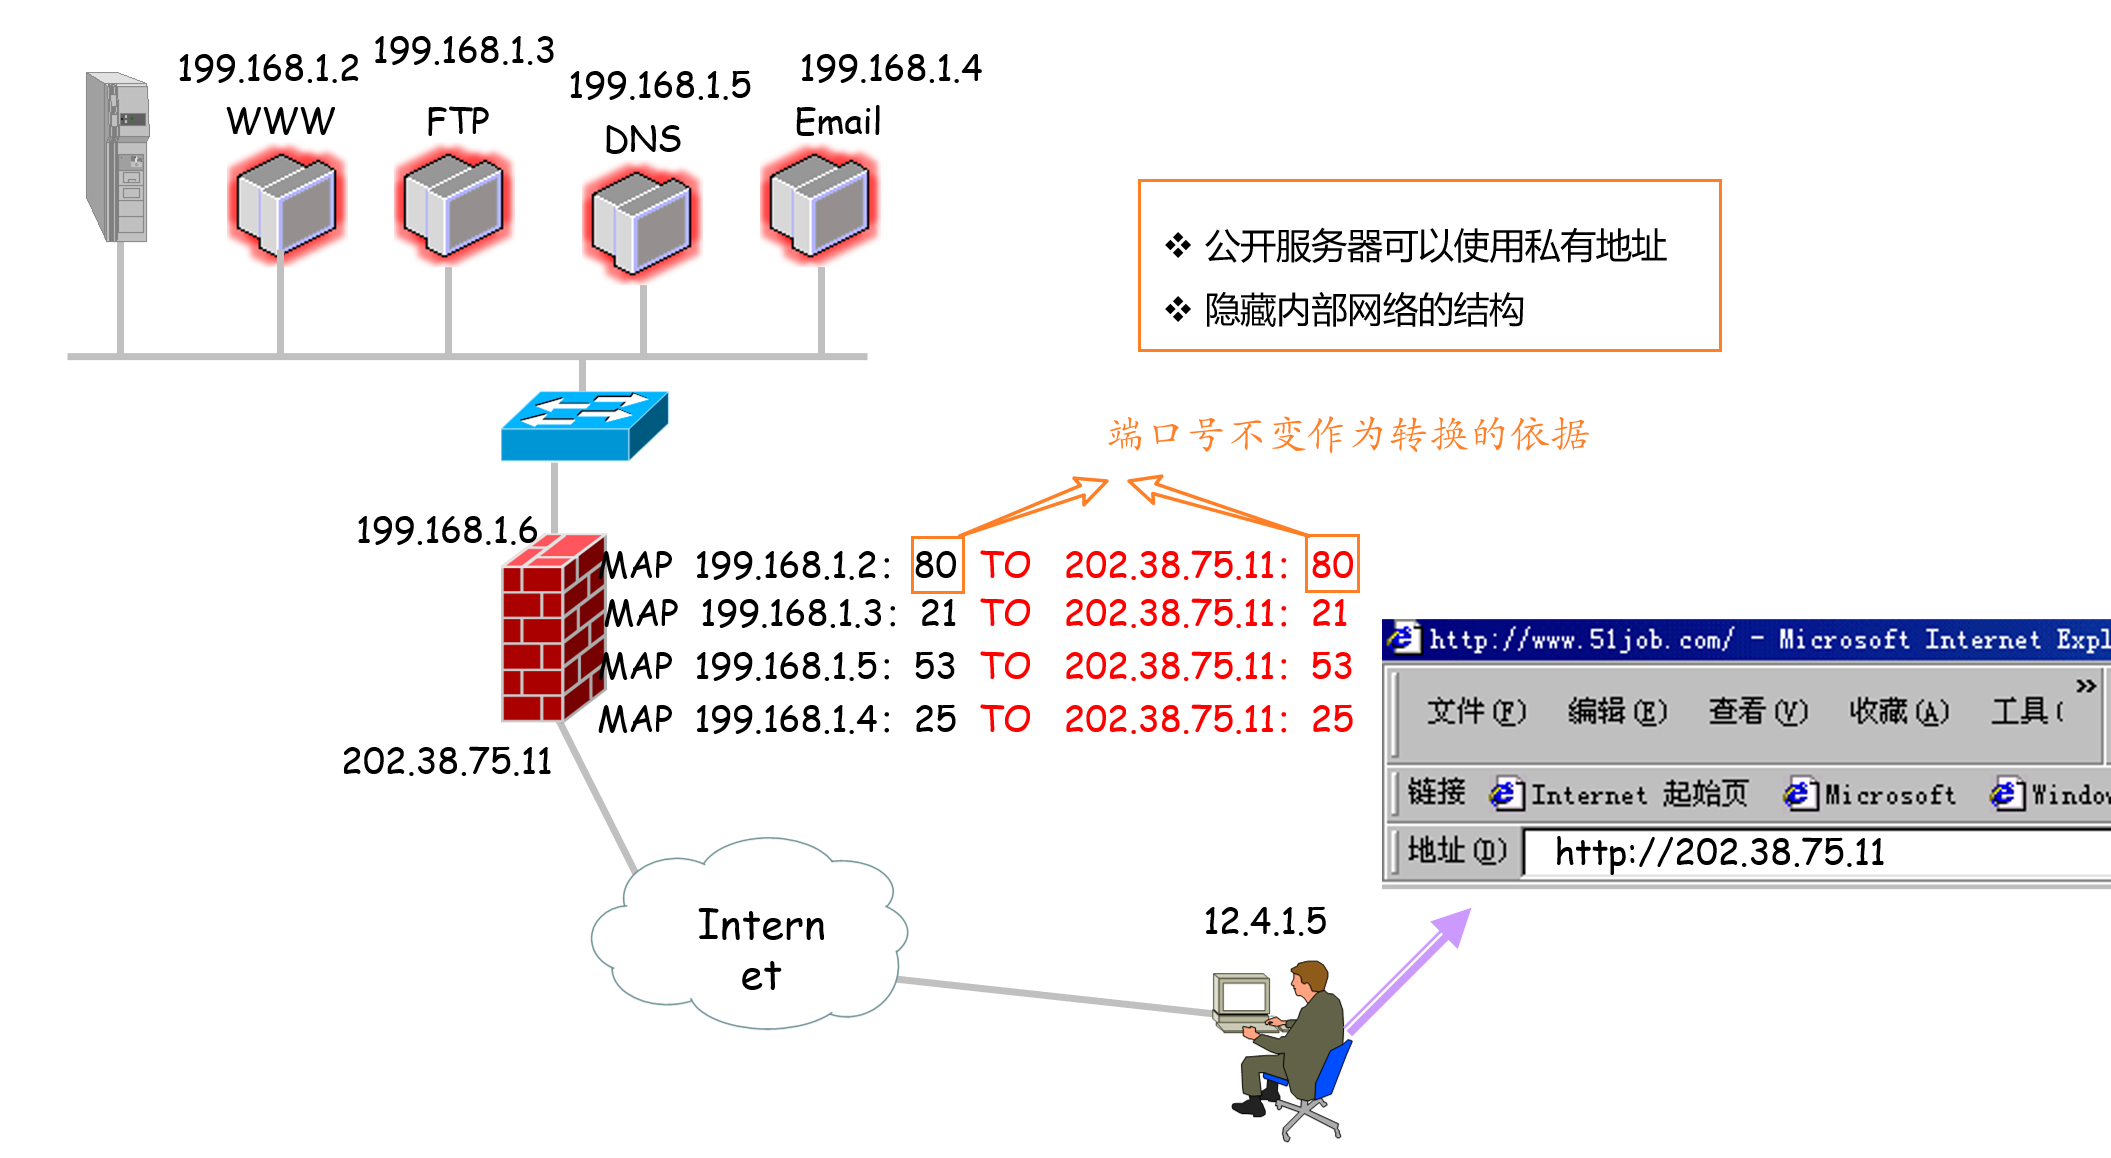 199.168.1.2
199.168.1.3
199.168.1.5
199.168.1.4
WWW
FTP
DNS
Email
❖ 公开服务器可以使用私有地址
❖ 隐藏内部网络的结构
端口号不变作为转换的依据
199.168.1.6
MAP 199.168.1.2: 80 TO 202.38.75.11: 80
MAP 199.168.1.3: 21 TO 202.38.75.11: 21
MAP 199.168.1.5: 53 TO 202.38.75.11: 53
MAP 199.168.1.4: 25 TO 202.38.75.11: 25
202.38.75.11
http://www.51job.com/ - Microsoft Internet Expl
文件(F) 编辑(E) 查看(V) 收藏(A) 工具( »
链接 Internet 起始页 Microsoft Window
地址(D) http://202.38.75.11
Intern
et
12.4.1.5